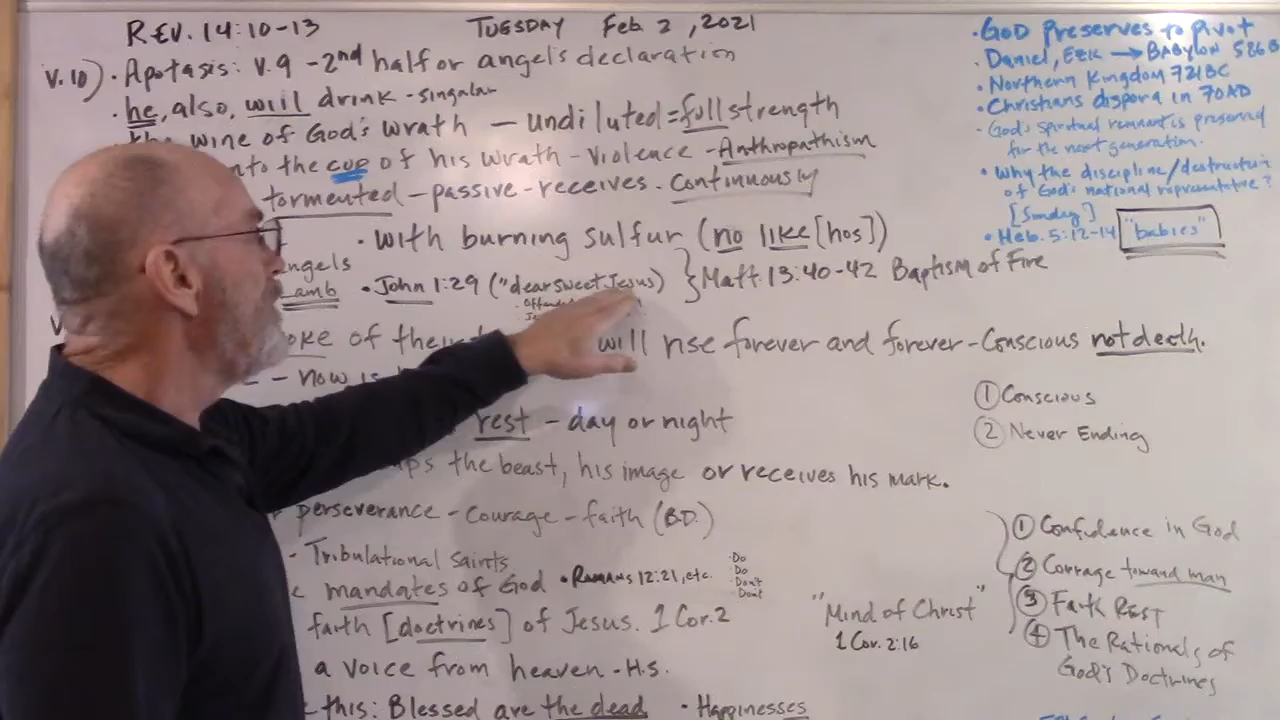 REV. 14:10-13
TUESDAY Feb 2, 2021
V.10) • Apotasis: V.9 - 2nd half or angel's declaration
• he, also, will drink - singular
the wine of God's wrath - undiluted = full strength
into the cup of his wrath - Violence - Anthropathism
tormented - passive - receives. Continuously
• with burning sulfur (no like [hos])
angels
Lamb • John 1:29 ("dear sweet Jesus) } Matt. 13:40-42 Baptism of Fire
of their will rise forever and forever - Conscious not death.
- now is
rest - day or night
the beast, his image or receives his mark.
perseverance - Courage - faith (B.D.)
- Tribulational Saints
mandates of God • Romans 12:21, etc.
• Do
• Do
• Don't
• Don't
faith [doctrines] of Jesus. 1 Cor. 2
a voice from heaven - H.S.
this: Blessed are the dead • Happinesses
• GOD Preserves to Pivot
• Daniel, EZK → BABYLON 586 B
• Northern Kingdom 721 BC
• Christians dispora in 70 AD
• God's spiritual remnant is preserved
for the next generation.
• Why the discipline/destruction
of God's national representative?
[Sunday]
• Heb. 5:12-14 "babies"
① Conscious
② Never Ending
① Confidence in God
② Courage toward man
③ Faith REST
④ The Rationals of
God's Doctrines
"Mind of Christ"
1 Cor. 2:16